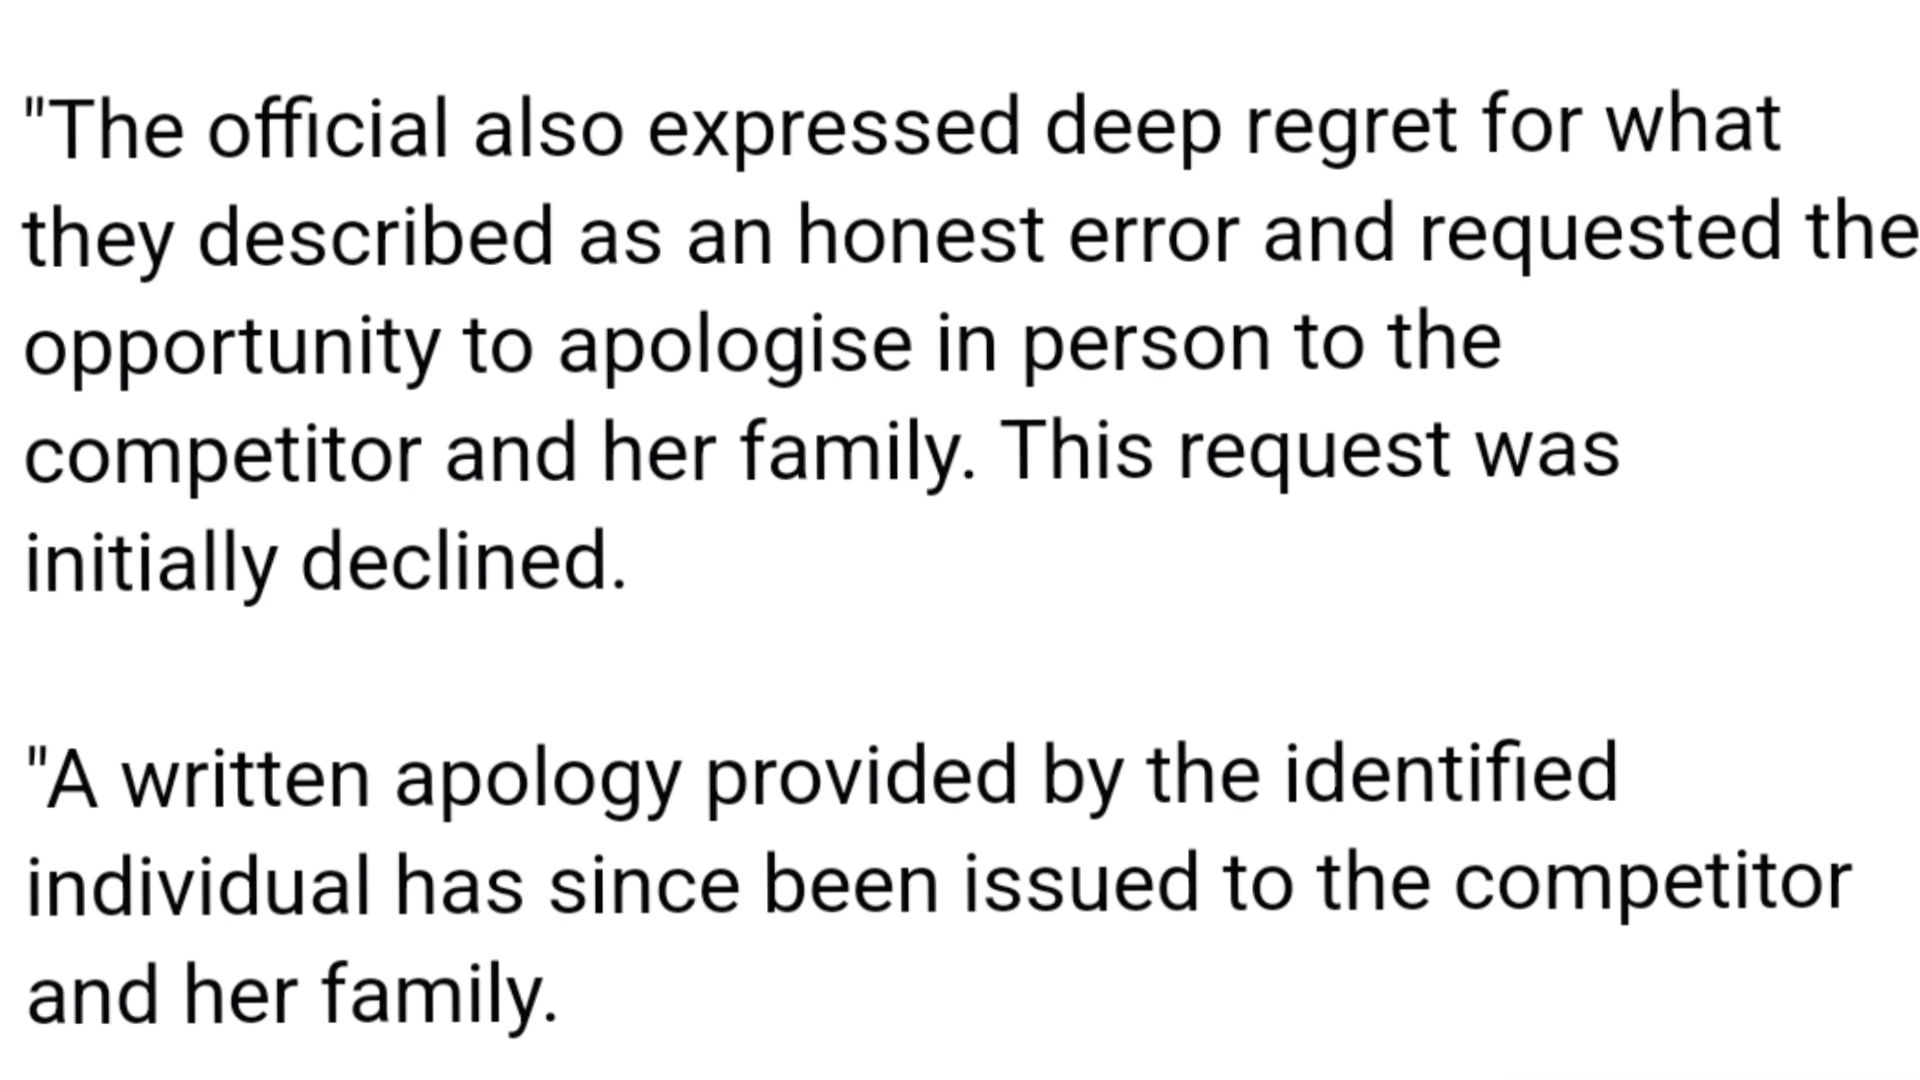 "The official also expressed deep regret for what
they described as an honest error and requested the
opportunity to apologise in person to the
competitor and her family. This request was
initially declined.
"A written apology provided by the identified
individual has since been issued to the competitor
and her family.